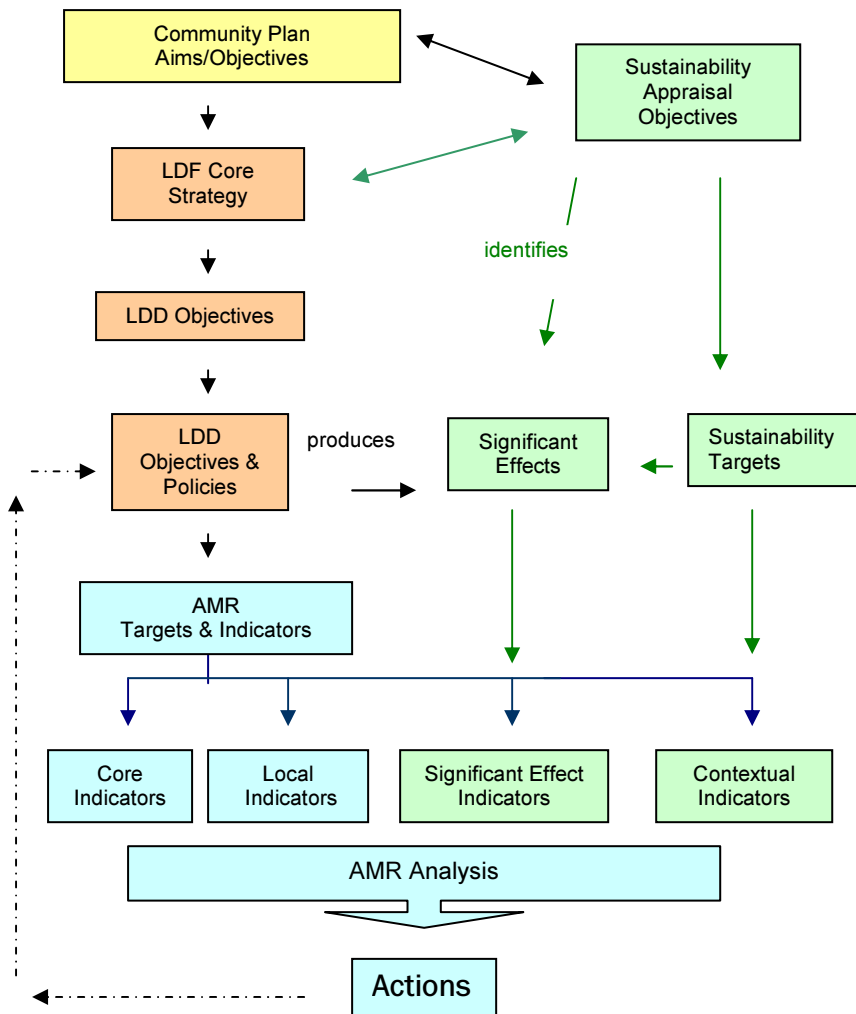 Community Plan
Aims/Objectives
Sustainability
Appraisal
Objectives
LDF Core
Strategy
identifies
LDD Objectives
LDD
Objectives &
Policies
produces
Significant
Effects
Sustainability
Targets
AMR
Targets & Indicators
Core
Indicators
Local
Indicators
Significant Effect
Indicators
Contextual
Indicators
AMR Analysis
Actions